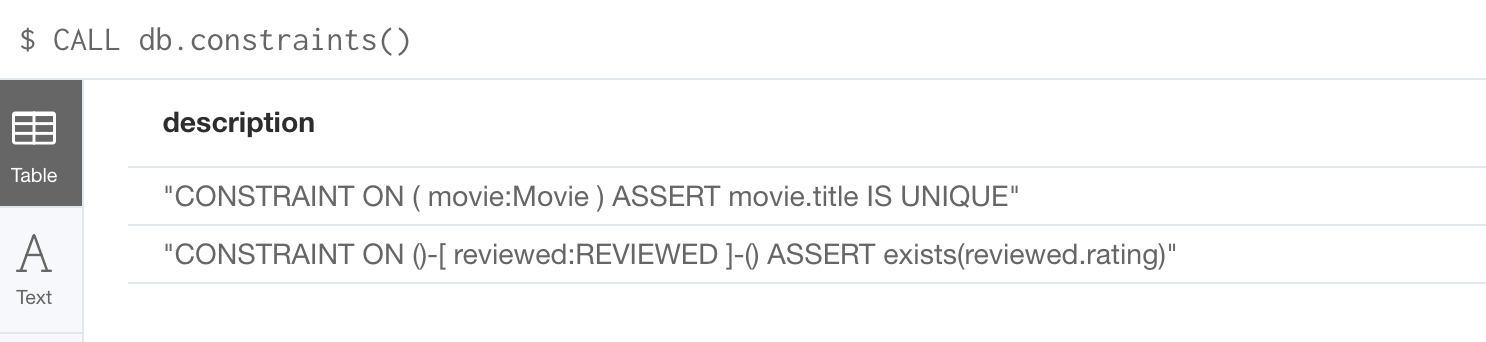 $ CALL db.constraints()
description
Table
"CONSTRAINT ON ( movie:Movie ) ASSERT movie.title IS UNIQUE"
"CONSTRAINT ON ()-[ reviewed:REVIEWED ]-() ASSERT exists(reviewed.rating)"
A
Text